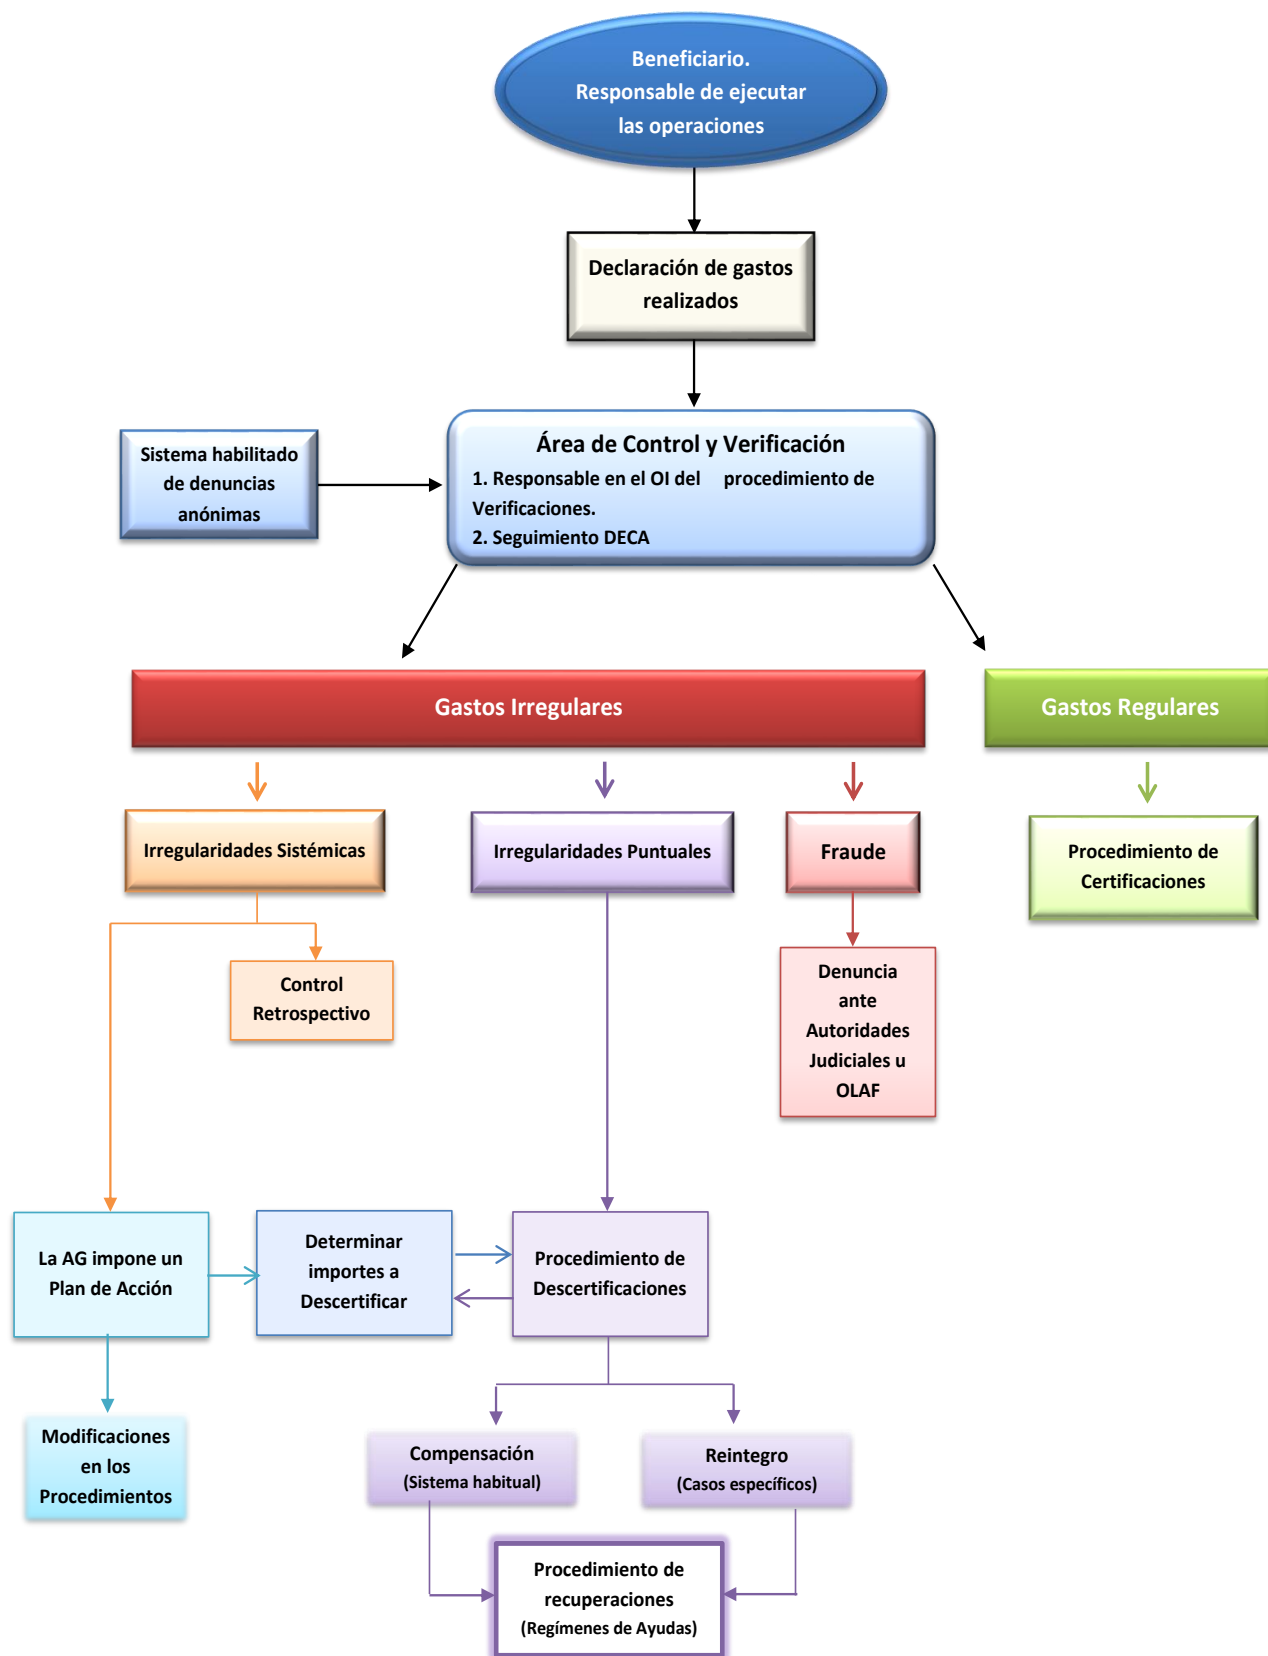 Beneficiario.
Responsable de ejecutar
las operaciones
Declaración de gastos
realizados
Sistema habilitado
de denuncias
anónimas
Área de Control y Verificación
1. Responsable en el OI del procedimiento de
Verificaciones.
2. Seguimiento DECA
Gastos Irregulares
Gastos Regulares
Irregularidades Sistémicas
Irregularidades Puntuales
Fraude
Procedimiento de
Certificaciones
Control
Retrospectivo
Denuncia
ante
Autoridades
Judiciales u
OLAF
La AG impone un
Plan de Acción
Determinar
importes a
Descertificar
Procedimiento de
Descertificaciones
Modificaciones
en los
Procedimientos
Compensación
(Sistema habitual)
Reintegro
(Casos específicos)
Procedimiento de
recuperaciones
(Regímenes de Ayudas)